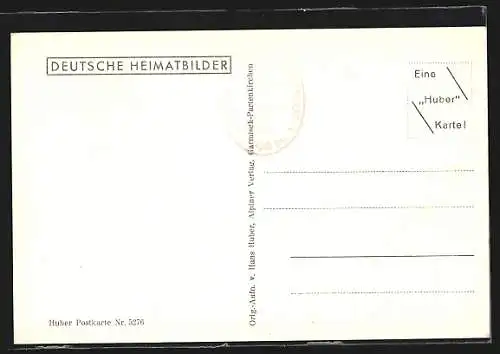 DEUTSCHE HEIMATBILDER
Eine
„Huber"
Karte!
Orig.-Aufn. v. Hans Huber, Alpiner Verlag, Garmisch-Partenkirchen
Huber Postkarte Nr. 5276